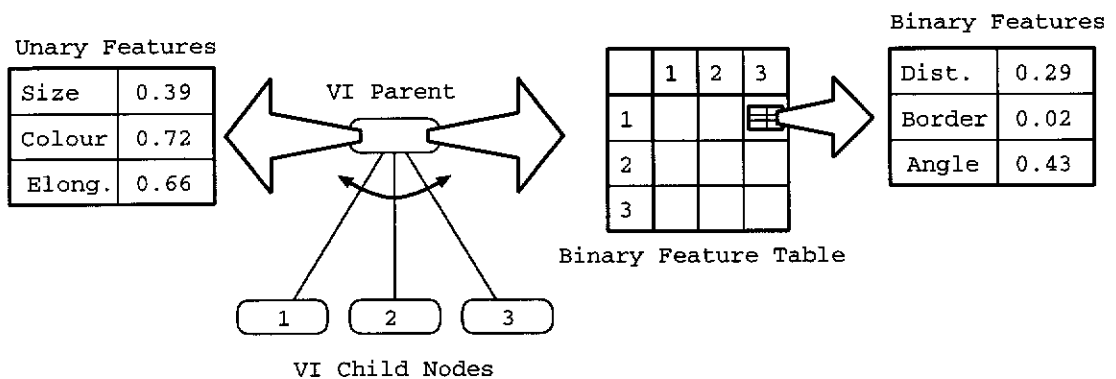 Unary Features
Size 0.39
Colour 0.72
Elong. 0.66
VI Parent
1 2 3
VI Child Nodes
1 2 3
1
2
3
Binary Feature Table
Binary Features
Dist. 0.29
Border 0.02
Angle 0.43